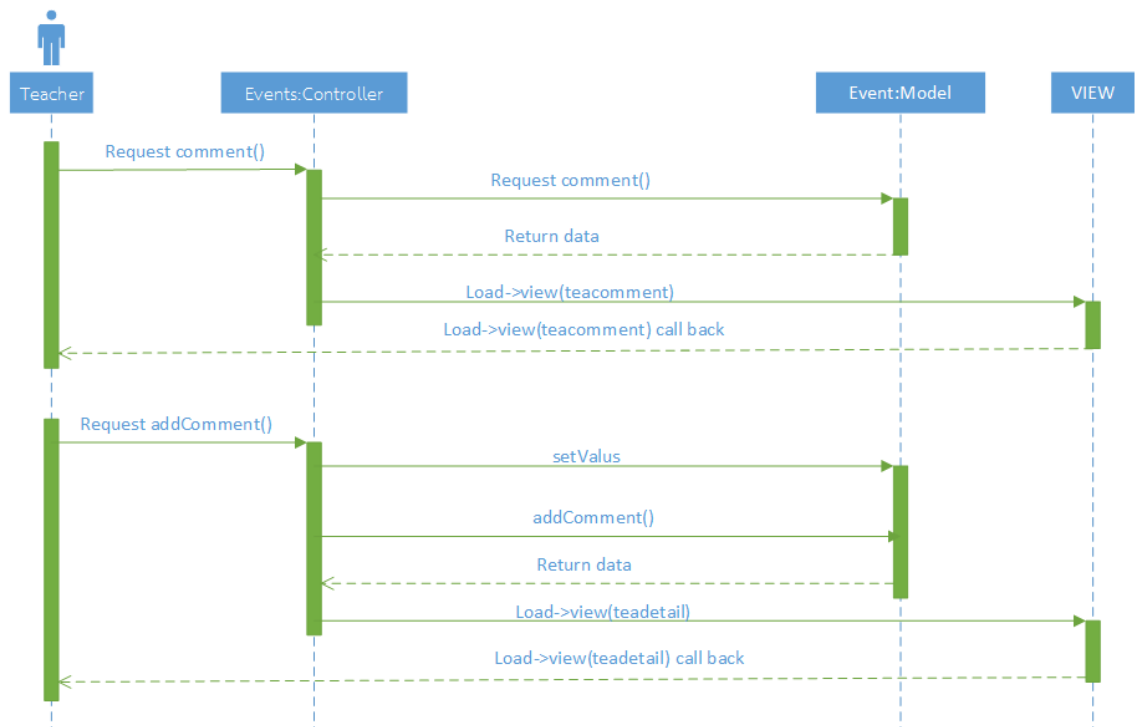 Teacher
Events:Controller
Event:Model
VIEW
Request comment()
Request comment()
Return data
Load->view(teacomment)
Load->view(teacomment) call back
Request addComment()
setValus
addComment()
Return data
Load->view(teadetail)
Load->view(teadetail) call back